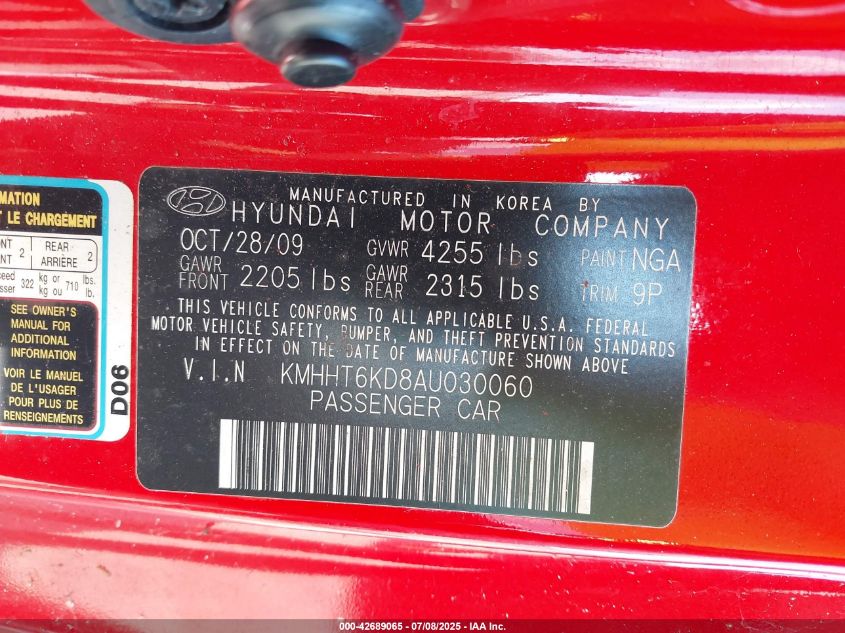 MANUFACTURED IN KOREA BY
HYUNDAI MOTOR COMPANY
OCT/28/09 GVWR 4255 lbs PAINT NGA
GAWR FRONT 2205 lbs GAWR REAR 2315 lbs TRIM 9P
THIS VEHICLE CONFORMS TO ALL APPLICABLE U.S.A. FEDERAL
MOTOR VEHICLE SAFETY, BUMPER, AND THEFT PREVENTION STANDARDS
IN EFFECT ON THE DATE OF MANUFACTURE SHOWN ABOVE
V.I.N KMHHT6KD8AU030060
PASSENGER CAR
LE CHARGEMENT
2 REAR 2
ARRIÈRE
322 kg or 710 lbs.
kg ou lb.
SEE OWNER'S
MANUAL FOR
ADDITIONAL
INFORMATION
VOIR LE MANUEL
DE L'USAGER
POUR PLUS DE
RENSEIGNEMENTS
D06
000-42689065 - 07/08/2025 - IAA Inc.